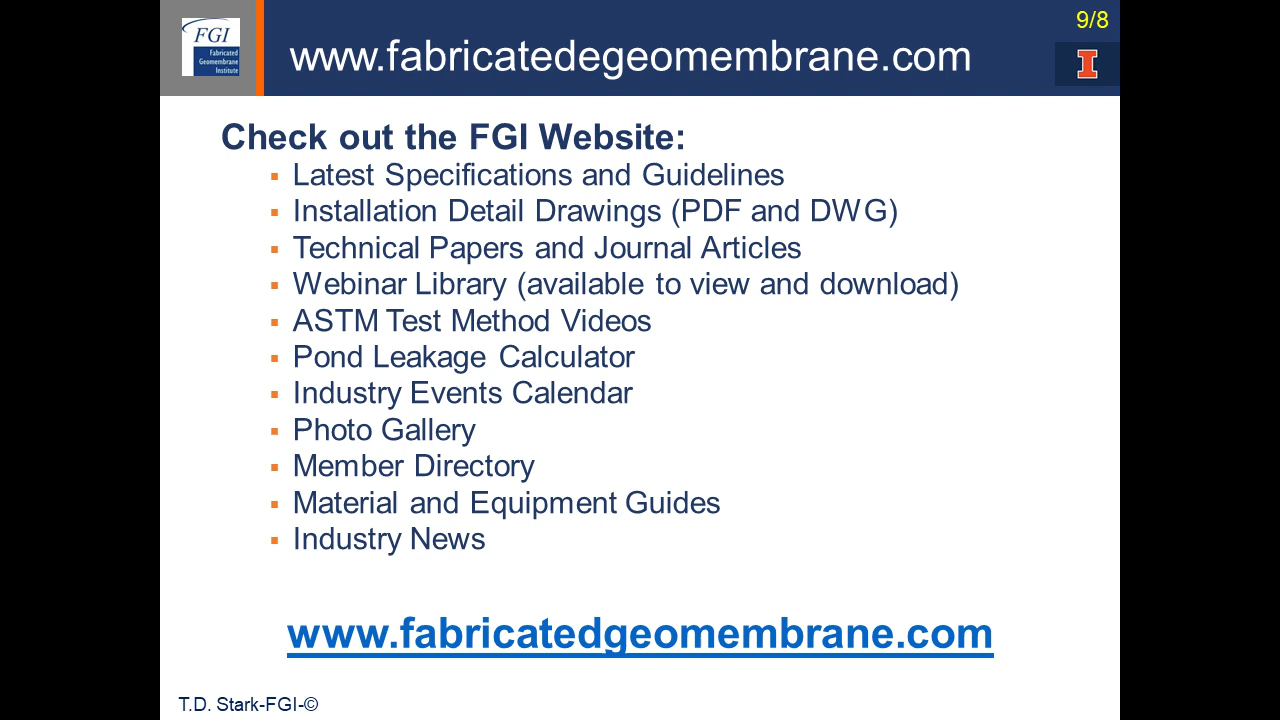 FGI
Fabricated
Geomembrane
Institute
www.fabricatedegeomembrane.com
9/8
I
Check out the FGI Website:
▪ Latest Specifications and Guidelines
▪ Installation Detail Drawings (PDF and DWG)
▪ Technical Papers and Journal Articles
▪ Webinar Library (available to view and download)
▪ ASTM Test Method Videos
▪ Pond Leakage Calculator
▪ Industry Events Calendar
▪ Photo Gallery
▪ Member Directory
▪ Material and Equipment Guides
▪ Industry News
www.fabricatedgeomembrane.com
T.D. Stark-FGI-©